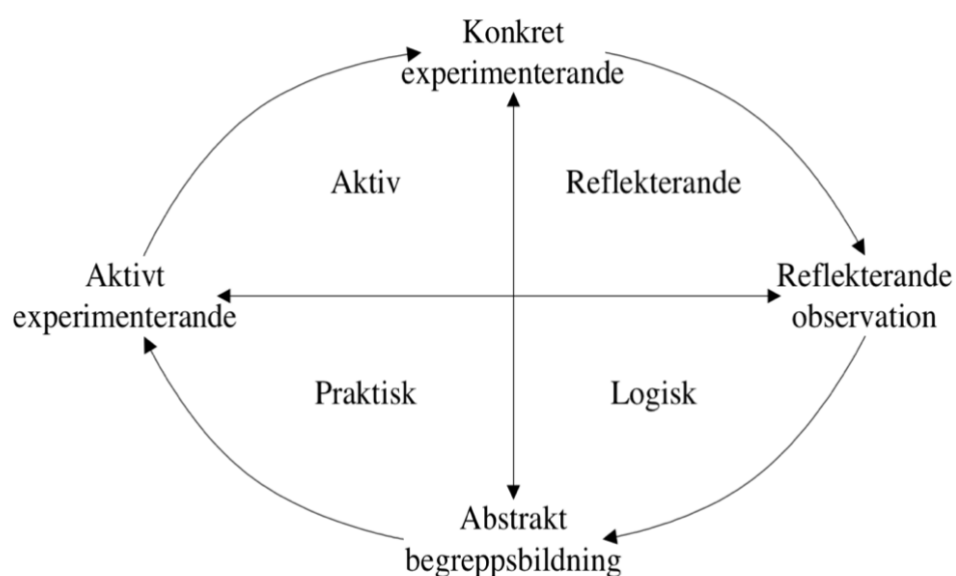 Konkret
experimenterande
Aktiv
Reflekterande
Aktivt
experimenterande
Reflekterande
observation
Praktisk
Logisk
Abstrakt
begreppsbildning